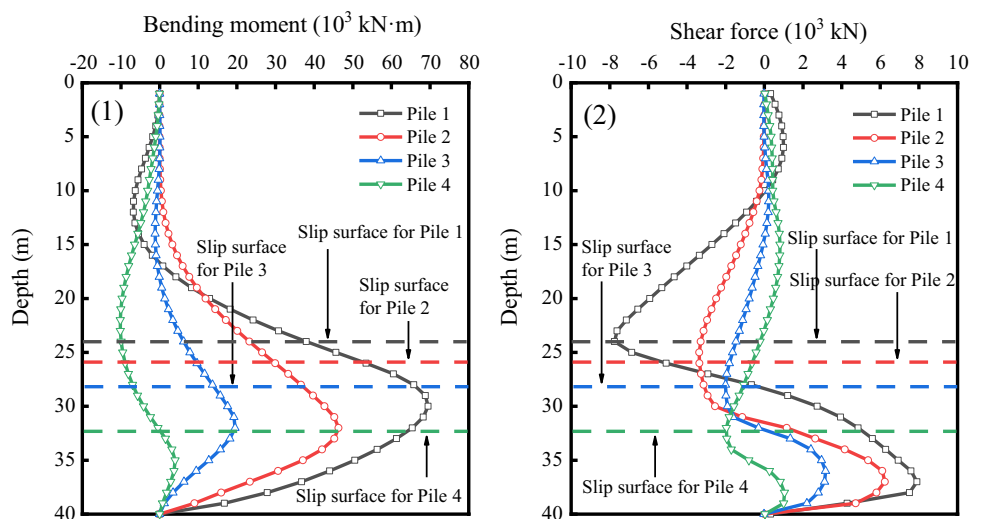 Bending moment (10³ kN·m)
-20 -10 0 10 20 30 40 50 60 70 80
0
5
10
15
20
25
30
35
40
Depth (m)
(1)
Pile 1
Pile 2
Pile 3
Pile 4
Slip surface for Pile 1
Slip surface
for Pile 3
Slip surface
for Pile 2
Slip surface for Pile 4
Shear force (10³ kN)
-10 -8 -6 -4 -2 0 2 4 6 8 10
0
5
10
15
20
25
30
35
40
Depth (m)
(2)
Pile 1
Pile 2
Pile 3
Pile 4
Slip surface
for Pile 3
Slip surface for Pile 1
Slip surface for Pile 2
Slip surface for Pile 4